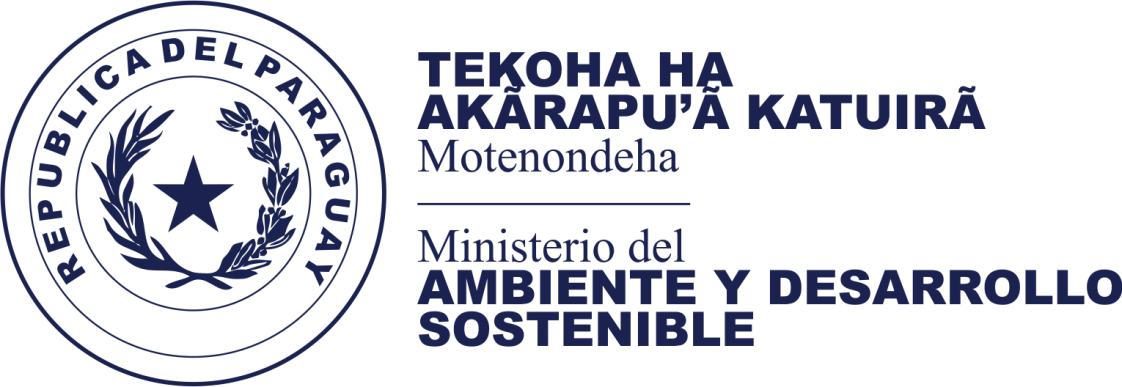 REPUBLICA DEL PARAGUAY
TEKOHA HA
AKÃRAPU’Ã KATUIRÃ
Motenondeha
Ministerio del
AMBIENTE Y DESARROLLO
SOSTENIBLE